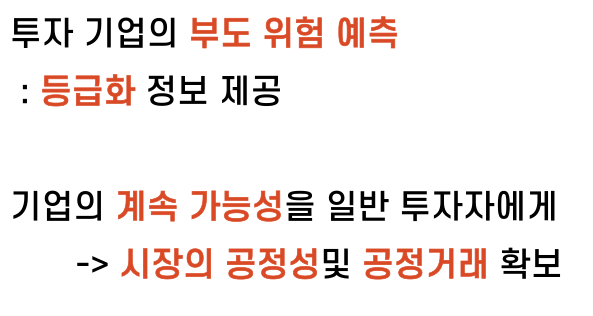 투자 기업의 부도 위험 예측
: 등급화 정보 제공
기업의 계속 가능성을 일반 투자자에게
-> 시장의 공정성및 공정거래 확보